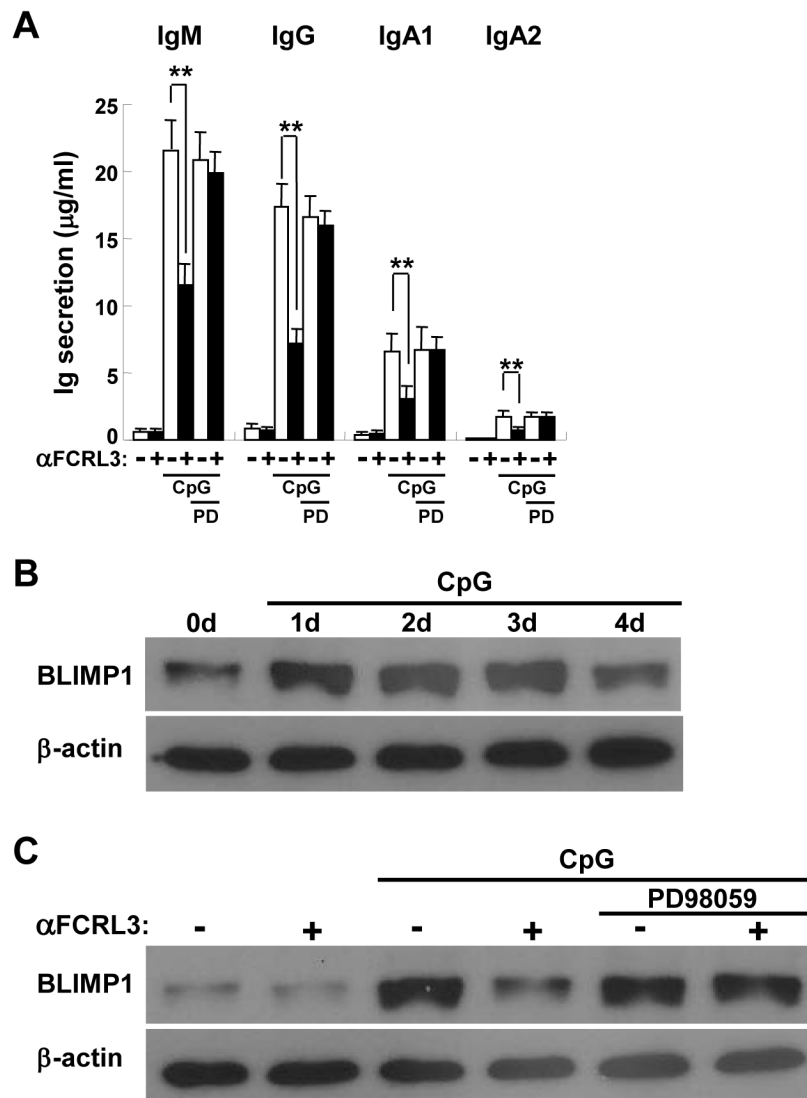 A
IgM IgG IgA1 IgA2
** ** ** **
Ig secretion (μg/ml)
25
20
15
10
5
0
αFCRL3: - + - + - + - + - + - + - + - + - + - +  - +
CpG CpG CpG CpG
PD PD PD PD
B
CpG
0d 1d 2d 3d 4d
BLIMP1
β-actin
C
CpG
PD98059
αFCRL3: - + - + - +
BLIMP1
β-actin